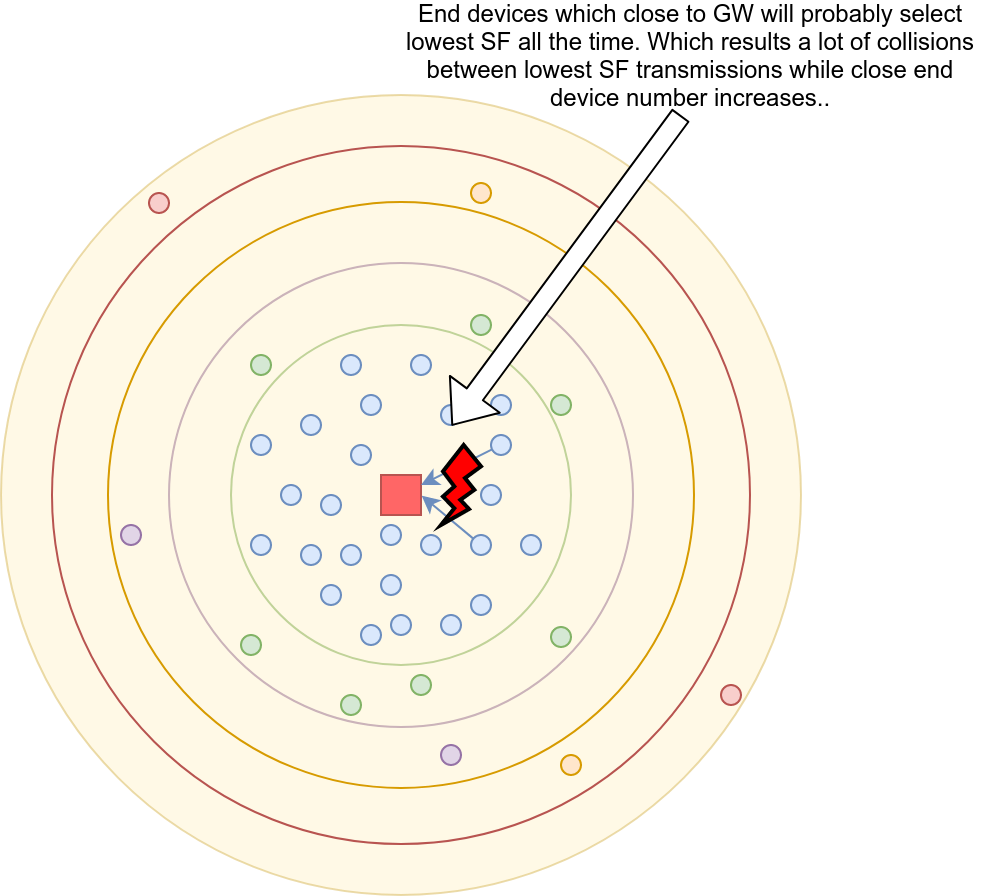 End devices which close to GW will probably select
lowest SF all the time. Which results a lot of collisions
between lowest SF transmissions while close end
device number increases..